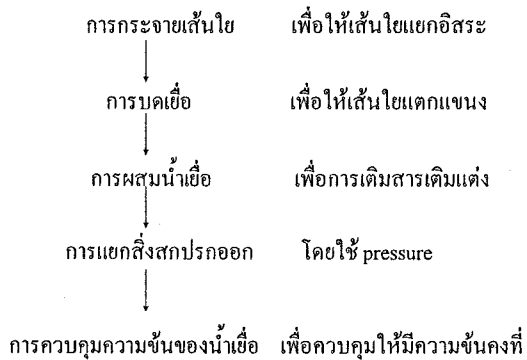 การกระจายเส้นใย เพื่อให้เส้นใยแยกอิสระ
การบดเยื่อ เพื่อให้เส้นใยแตกแขนง
การผสมน้ำเยื่อ เพื่อการเติมสารเติมแต่ง
การแยกสิ่งสกปรกออก โดยใช้ pressure
การควบคุมความข้นของน้ำเยื่อ เพื่อควบคุมให้มีความข้นคงที่